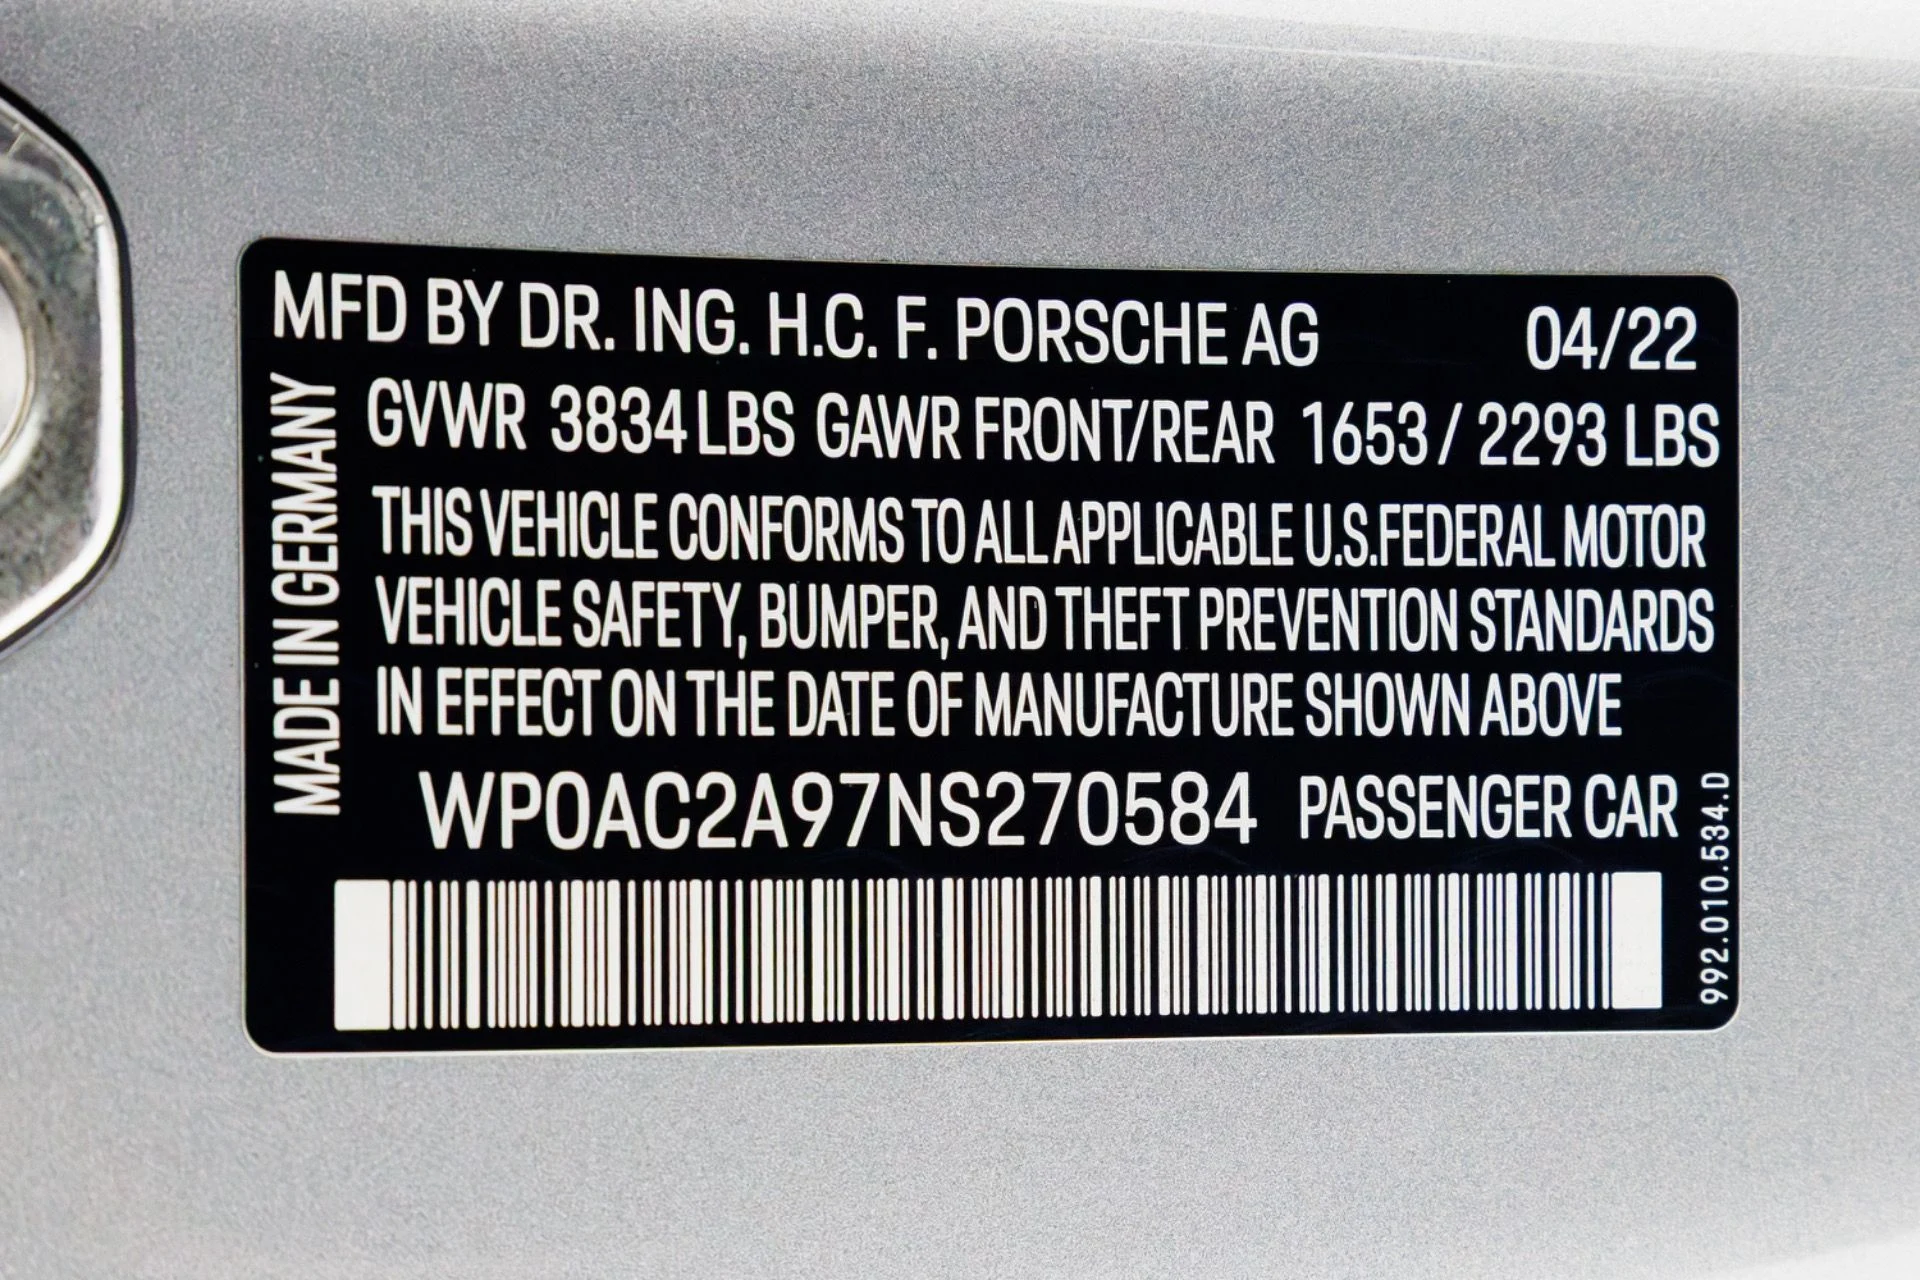 MFD BY DR. ING. H.C. F. PORSCHE AG 04/22
GVWR 3834 LBS GAWR FRONT/REAR 1653 / 2293 LBS
THIS VEHICLE CONFORMS TO ALL APPLICABLE U.S.FEDERAL MOTOR
VEHICLE SAFETY, BUMPER, AND THEFT PREVENTION STANDARDS
IN EFFECT ON THE DATE OF MANUFACTURE SHOWN ABOVE
WP0AC2A97NS270584 PASSENGER CAR
MADE IN GERMANY
992.010.534.D